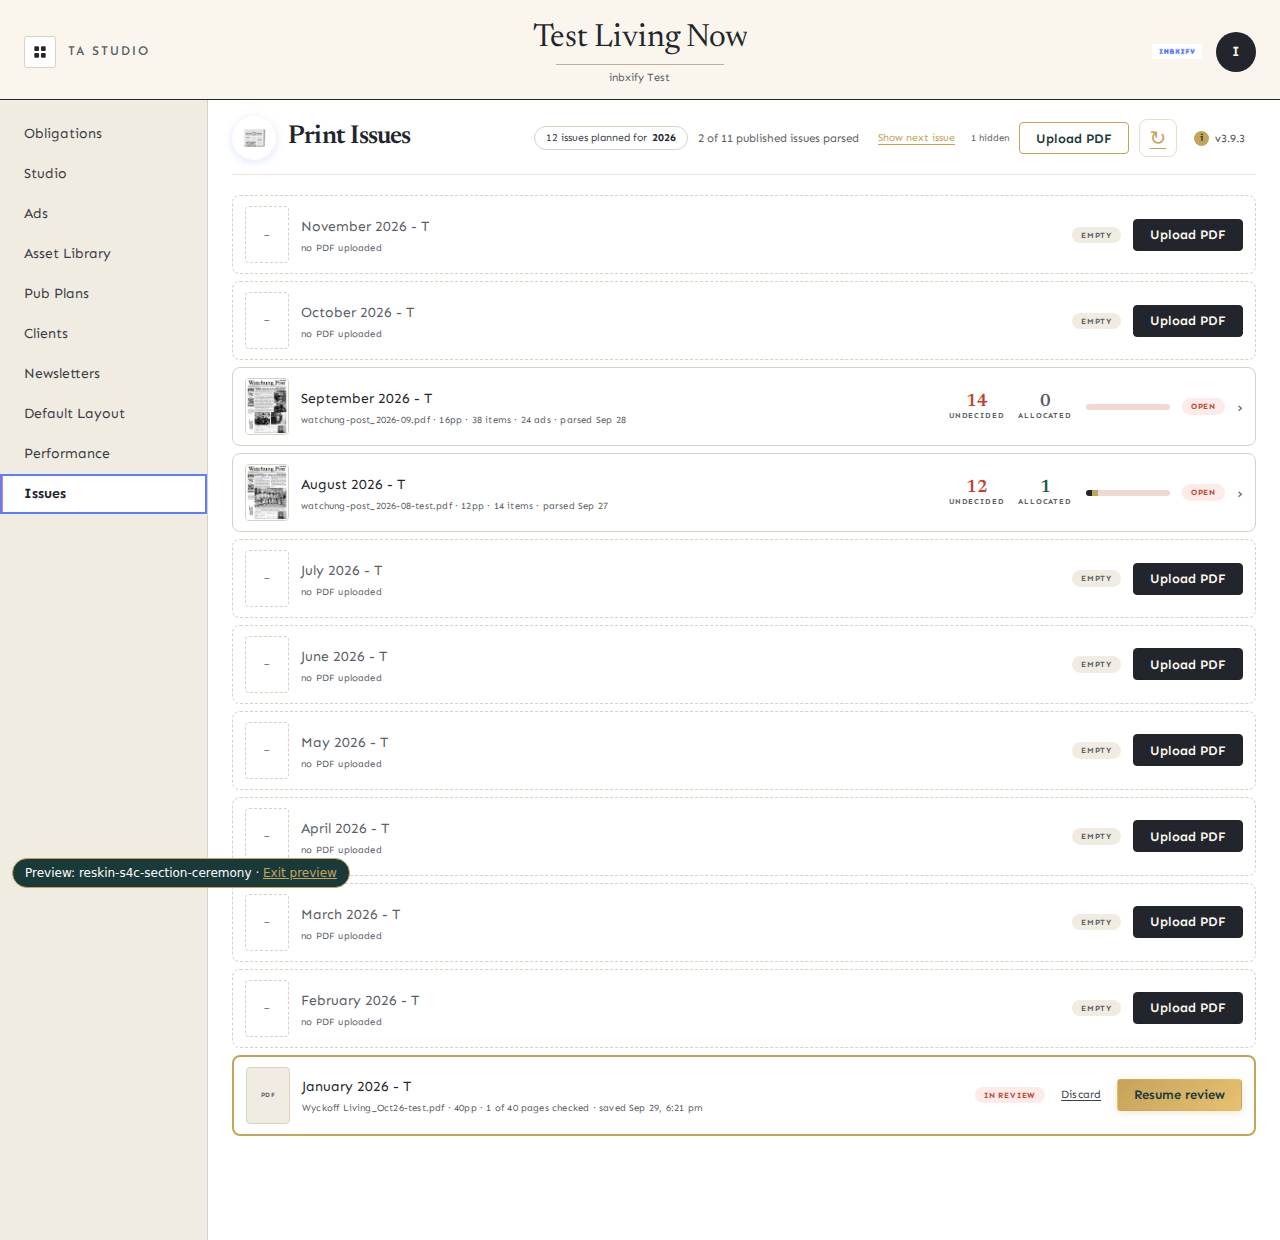 TA STUDIO
Test Living Now
inbxify Test
INBXIFY
I
Obligations
Studio
Ads
Asset Library
Pub Plans
Clients
Newsletters
Default Layout
Performance
Issues
Print Issues
12 issues planned for 2026
2 of 11 published issues parsed
Show next issue
1 hidden
Upload PDF
↻
i v3.9.3
–
November 2026 - T
no PDF uploaded
EMPTY
Upload PDF
–
October 2026 - T
no PDF uploaded
EMPTY
Upload PDF
Watchung Post
September 2026 - T
watchung-post_2026-09.pdf · 16pp · 38 items · 24 ads · parsed Sep 28
14
UNDECIDED
0
ALLOCATED
OPEN
›
Watchung Post
August 2026 - T
watchung-post_2026-08-test.pdf · 12pp · 14 items · parsed Sep 27
12
UNDECIDED
1
ALLOCATED
OPEN
›
–
July 2026 - T
no PDF uploaded
EMPTY
Upload PDF
–
June 2026 - T
no PDF uploaded
EMPTY
Upload PDF
–
May 2026 - T
no PDF uploaded
EMPTY
Upload PDF
–
April 2026 - T
no PDF uploaded
EMPTY
Upload PDF
Preview: reskin-s4c-section-ceremony · Exit preview
–
March 2026 - T
no PDF uploaded
EMPTY
Upload PDF
–
February 2026 - T
no PDF uploaded
EMPTY
Upload PDF
PDF
January 2026 - T
Wyckoff Living_Oct26-test.pdf · 40pp · 1 of 40 pages checked · saved Sep 29, 6:21 pm
IN REVIEW
Discard
Resume review